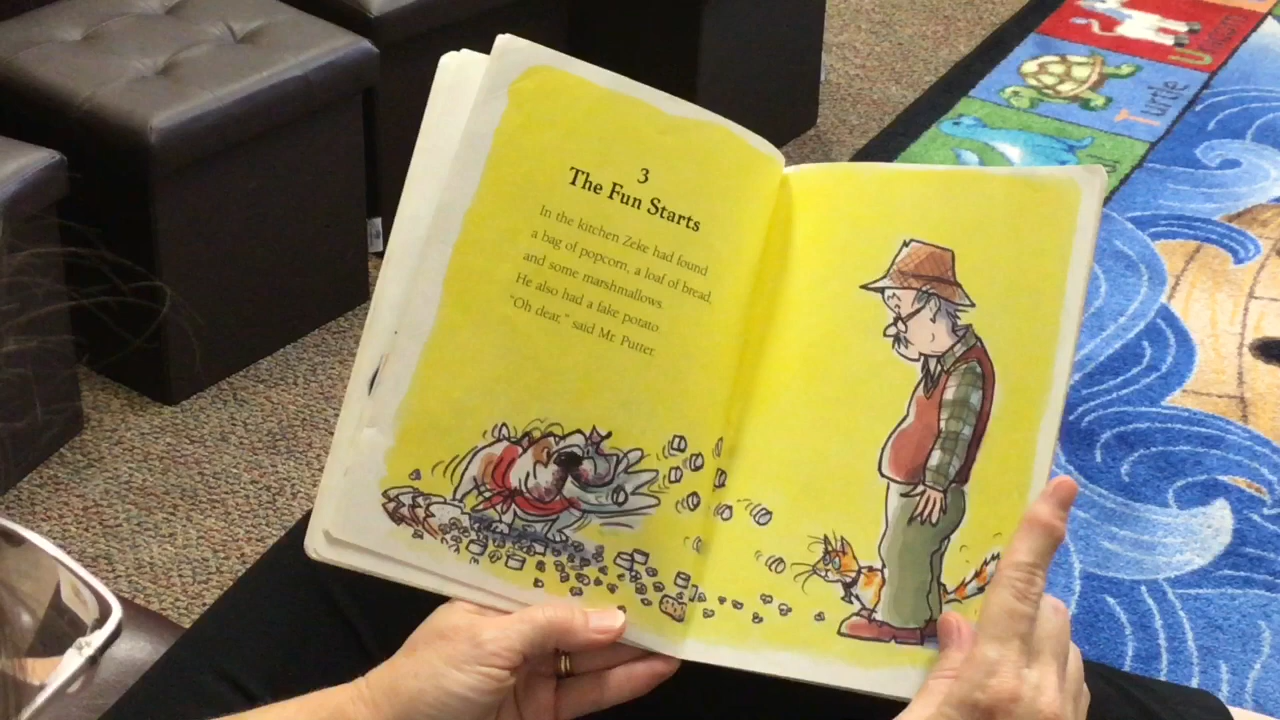 3
The Fun Starts
In the kitchen Zeke had found
a bag of popcorn, a loaf of bread,
and some marshmallows.
He also had a fake potato.
"Oh dear," said Mr. Putter.
Unicorn
Turtle